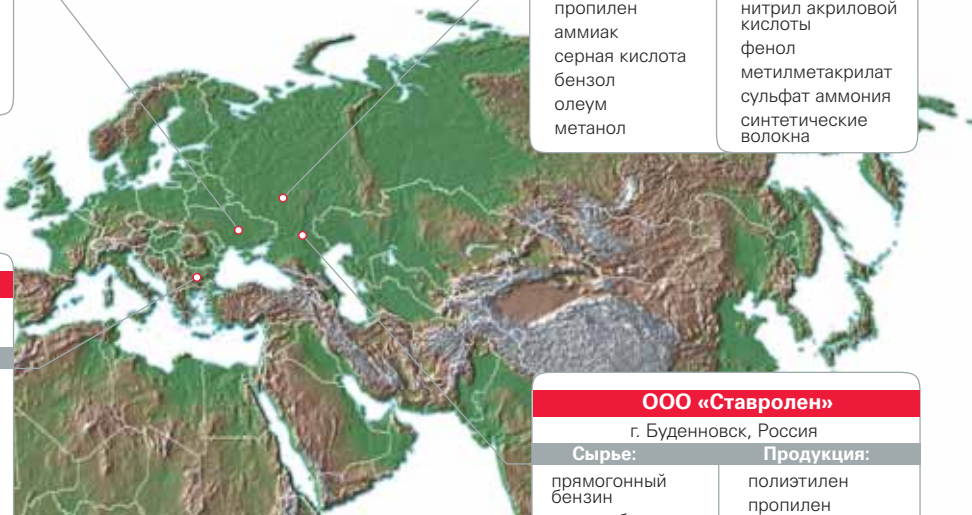 пропилен
аммиак
серная кислота
бензол
олеум
метанол
нитрил акриловой
кислоты
фенол
метилметакрилат
сульфат аммония
синтетические
волокна
ООО «Ставролен»
г. Буденновск, Россия
Сырье:
прямогонный
бензин
Продукция:
полиэтилен
пропилен